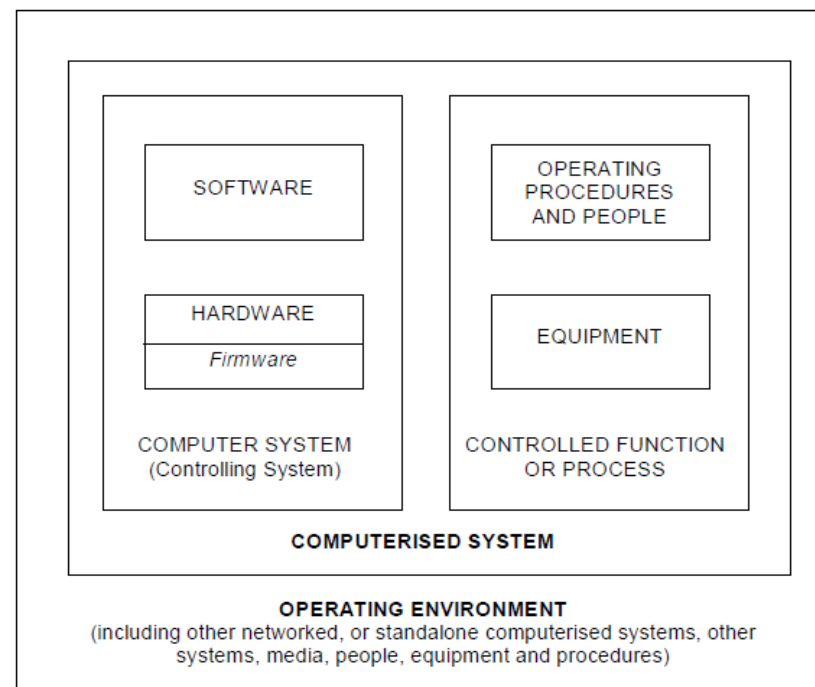 SOFTWARE
HARDWARE
Firmware
COMPUTER SYSTEM
(Controlling System)
OPERATING
PROCEDURES
AND PEOPLE
EQUIPMENT
CONTROLLED FUNCTION
OR PROCESS
COMPUTERISED SYSTEM
OPERATING ENVIRONMENT
(including other networked, or standalone computerised systems, other
systems, media, people, equipment and procedures)